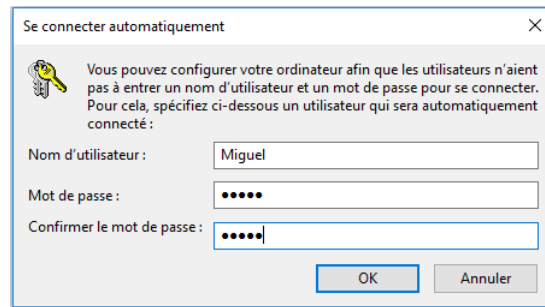 Se connecter automatiquement
Vous pouvez configurer votre ordinateur afin que les utilisateurs n'aient
pas à entrer un nom d'utilisateur et un mot de passe pour se connecter.
Pour cela, spécifiez ci-dessous un utilisateur qui sera automatiquement
connecté :
Nom d'utilisateur : Miguel
Mot de passe : •••••
Confirmer le mot de passe : •••••
OK Annuler